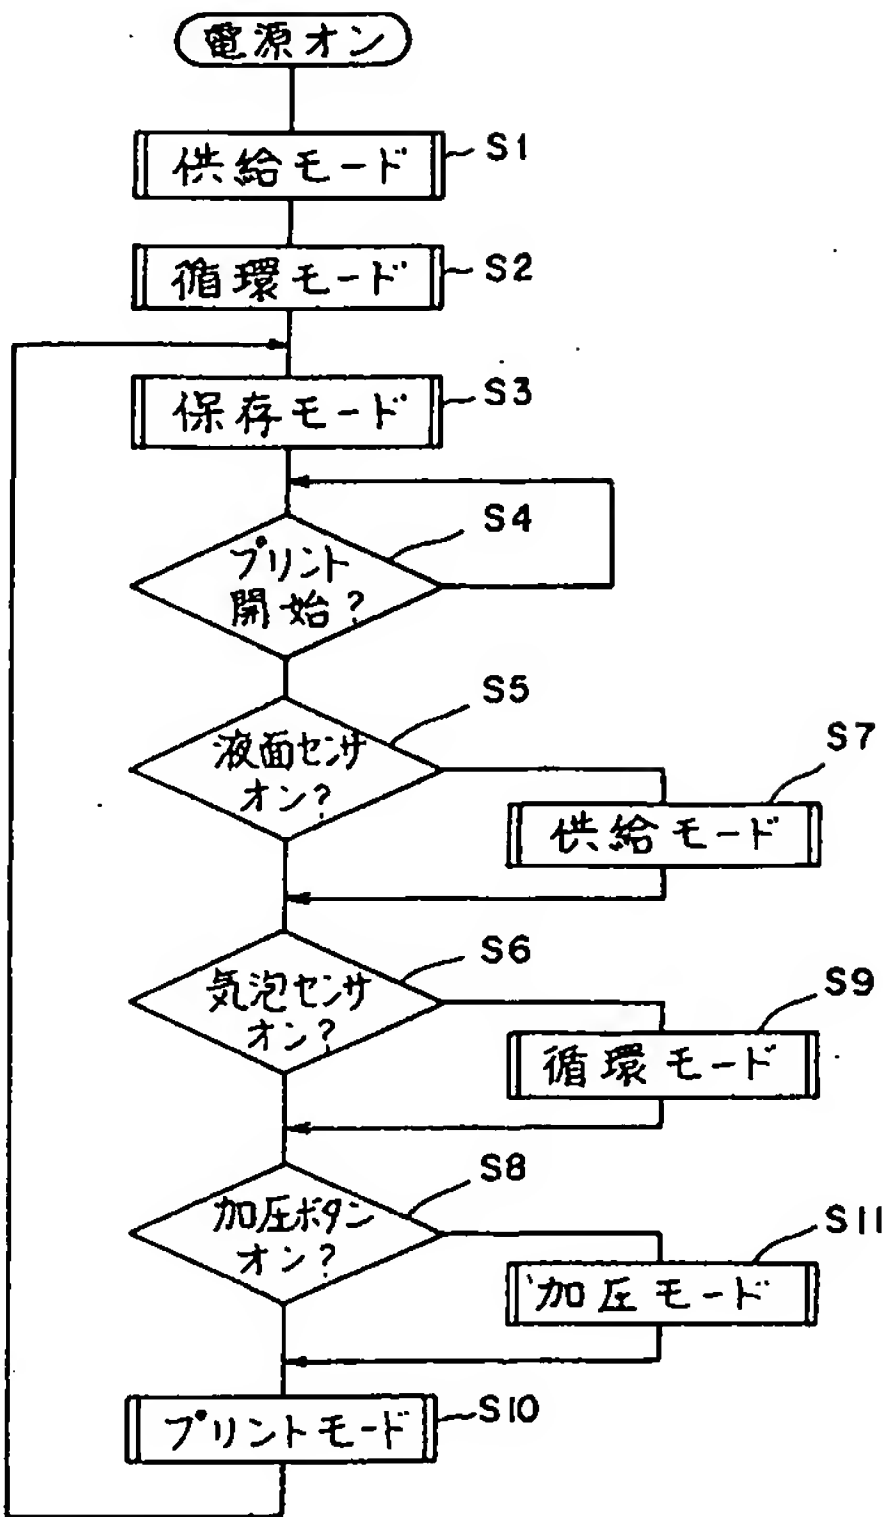 電源オン
供給モード
S1
循環モード
S2
保存モード
S3
S4
プリント
開始?
S5
液面センサ
オン?
S7
供給モード
S6
気泡センサ
オン?
S9
循環モード
S8
加圧ボタン
オン?
S11
加圧モード
プリントモード
S10